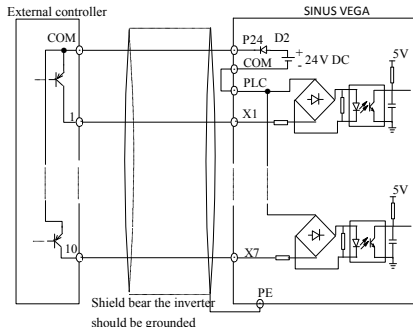 External controller
SINUS VEGA
COM
P24
D2
+
-
24V DC
COM
PLC
5V
1
X1
5V
10
X7
PE
Shield bear the inverter
should be grounded